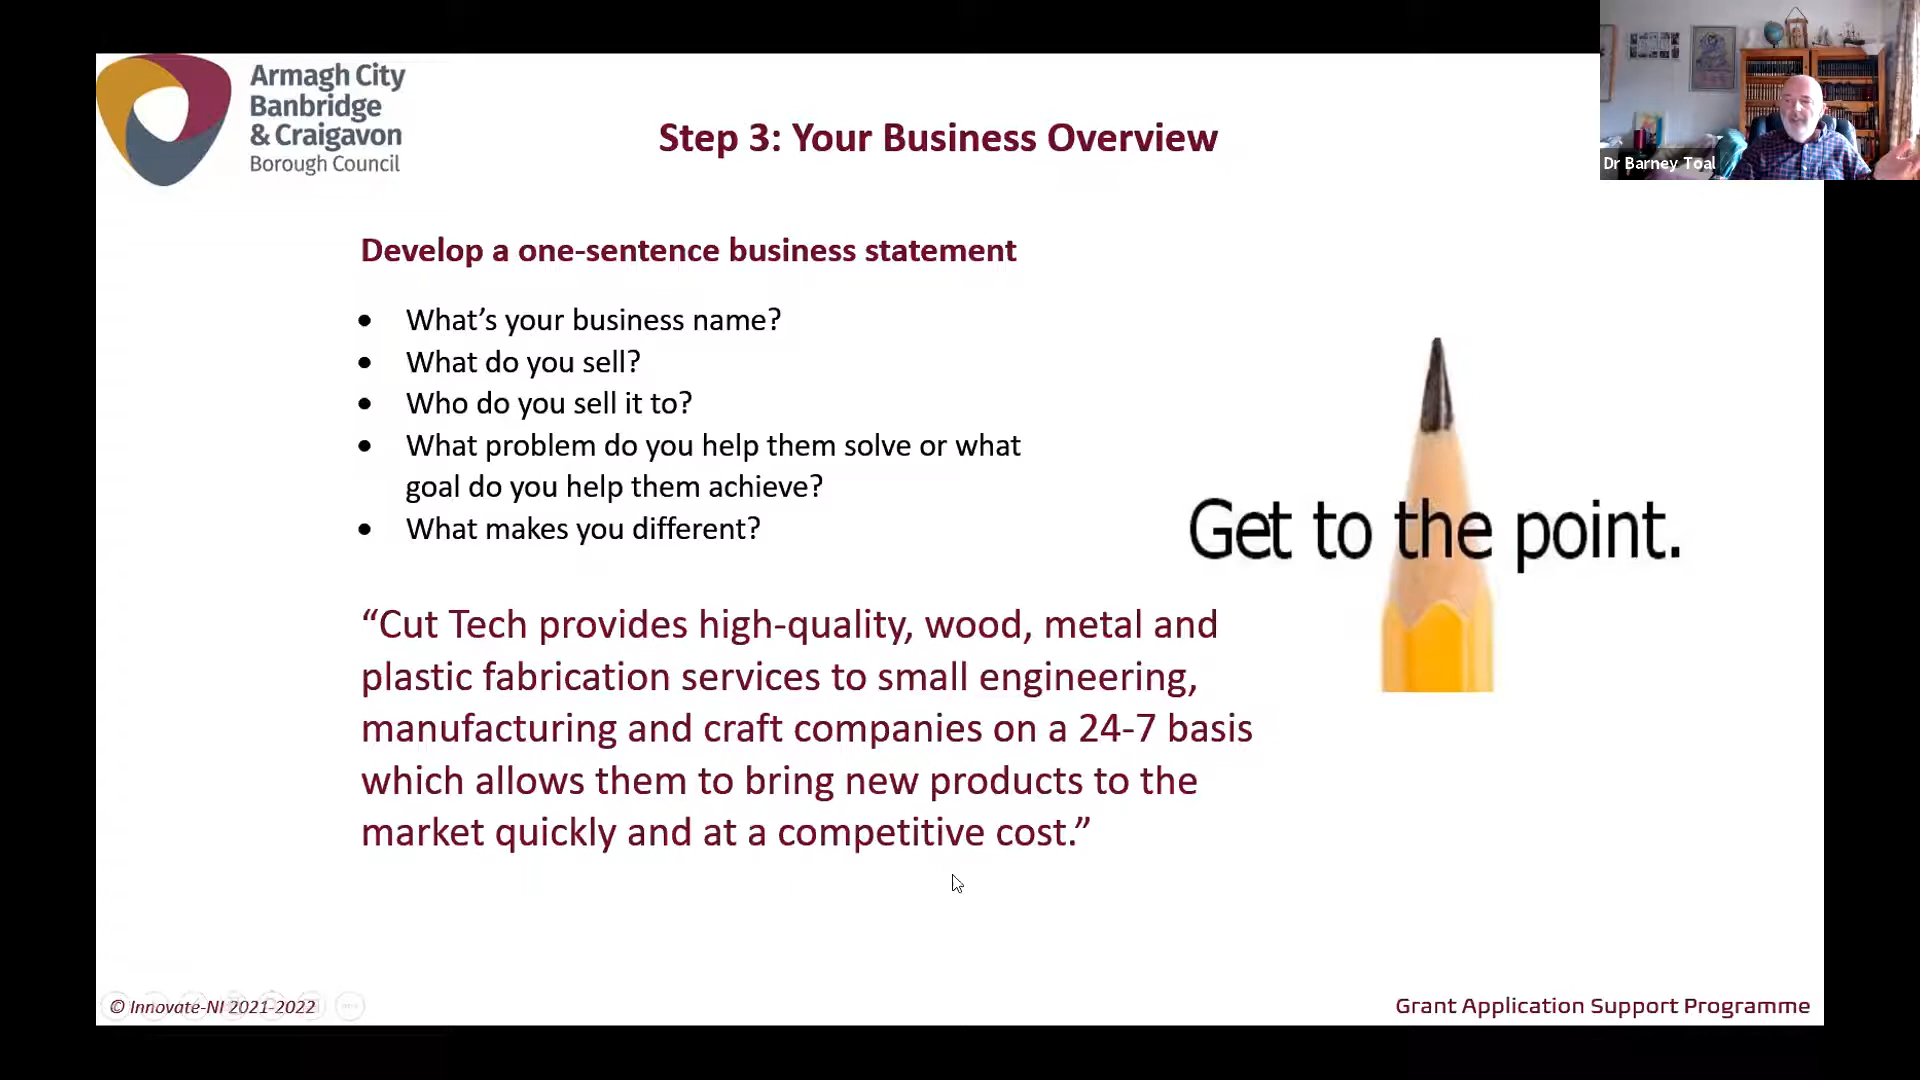 Armagh City
Banbridge
& Craigavon
Borough Council
Step 3: Your Business Overview
Dr Barney Toal
Develop a one-sentence business statement
• What’s your business name?
• What do you sell?
• Who do you sell it to?
• What problem do you help them solve or what
goal do you help them achieve?
• What makes you different?
Get to the point.
“Cut Tech provides high-quality, wood, metal and
plastic fabrication services to small engineering,
manufacturing and craft companies on a 24-7 basis
which allows them to bring new products to the
market quickly and at a competitive cost.”
© Innovate-NI 2021-2022
Grant Application Support Programme